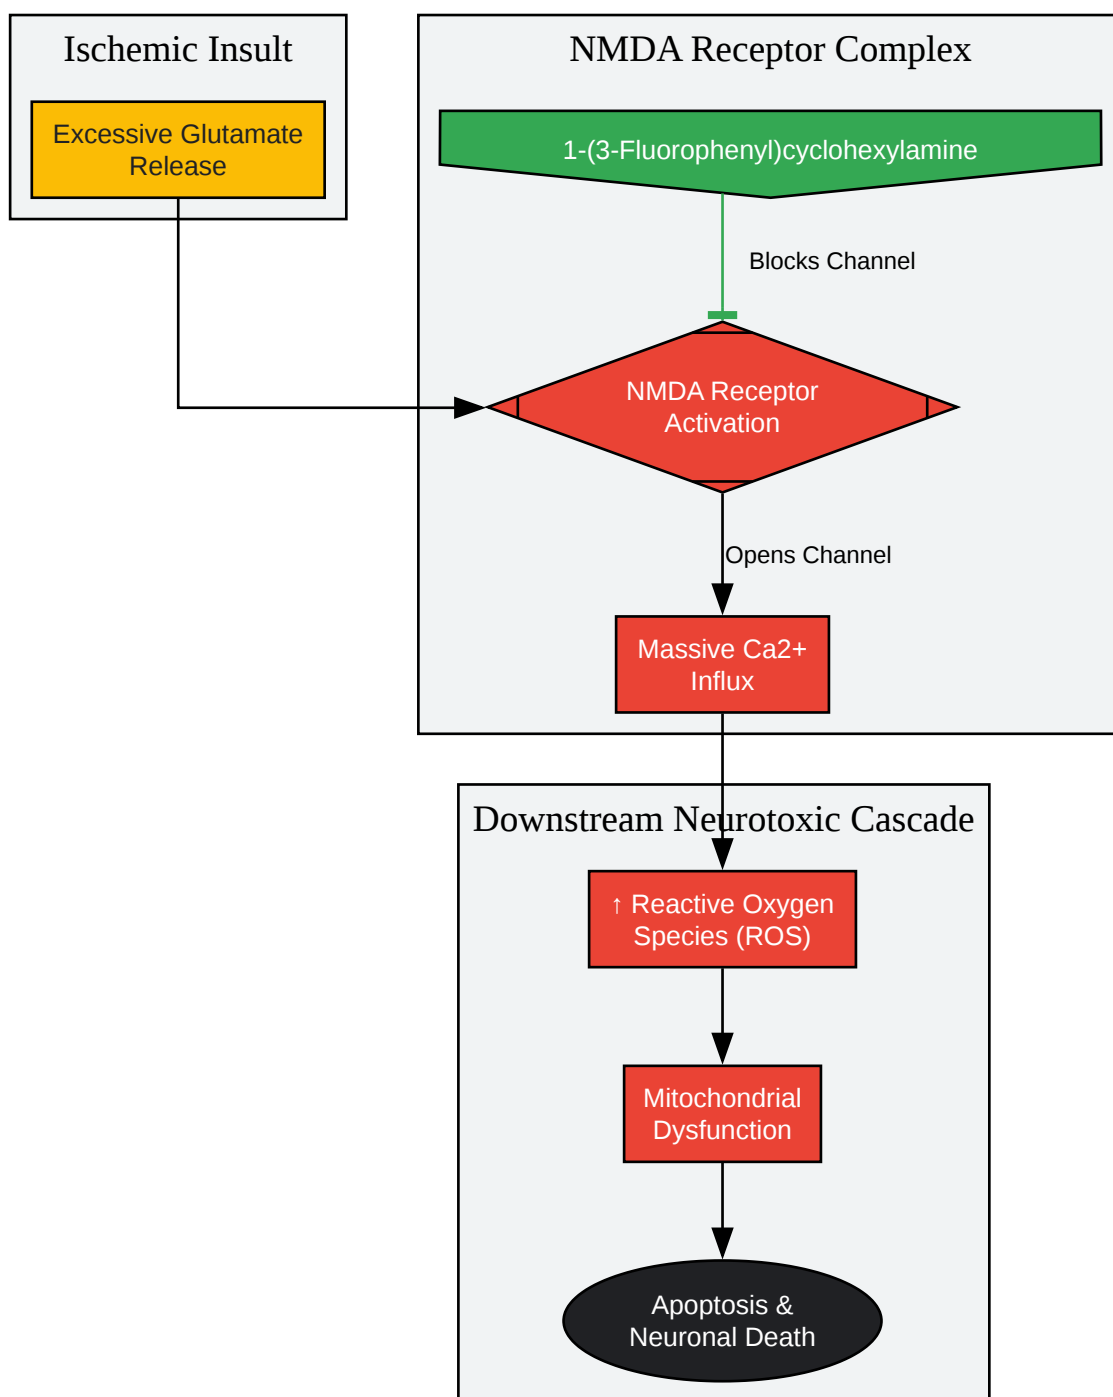 Ischemic Insult
Excessive Glutamate
Release
NMDA Receptor Complex
1-(3-Fluorophenyl)cyclohexylamine
Blocks Channel
NMDA Receptor
Activation
Opens Channel
Massive Ca2+
Influx
Downstream Neurotoxic Cascade
↑ Reactive Oxygen
Species (ROS)
Mitochondrial
Dysfunction
Apoptosis &
Neuronal Death